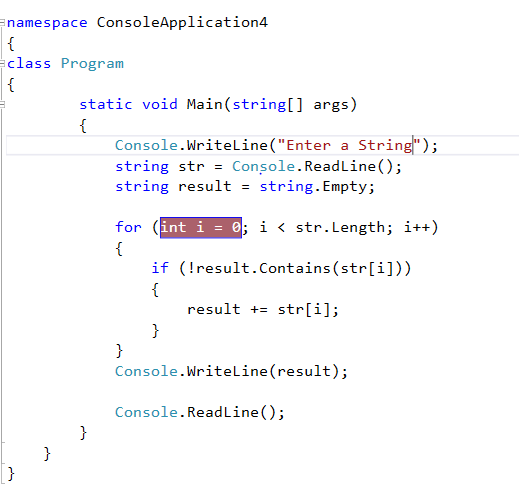 namespace ConsoleApplication4
{
class Program
{
static void Main(string[] args)
{
Console.WriteLine("Enter a String");
string str = Console.ReadLine();
string result = string.Empty;
for (int i = 0; i < str.Length; i++)
{
if (!result.Contains(str[i]))
{
result += str[i];
}
}
Console.WriteLine(result);
Console.ReadLine();
}
}
}